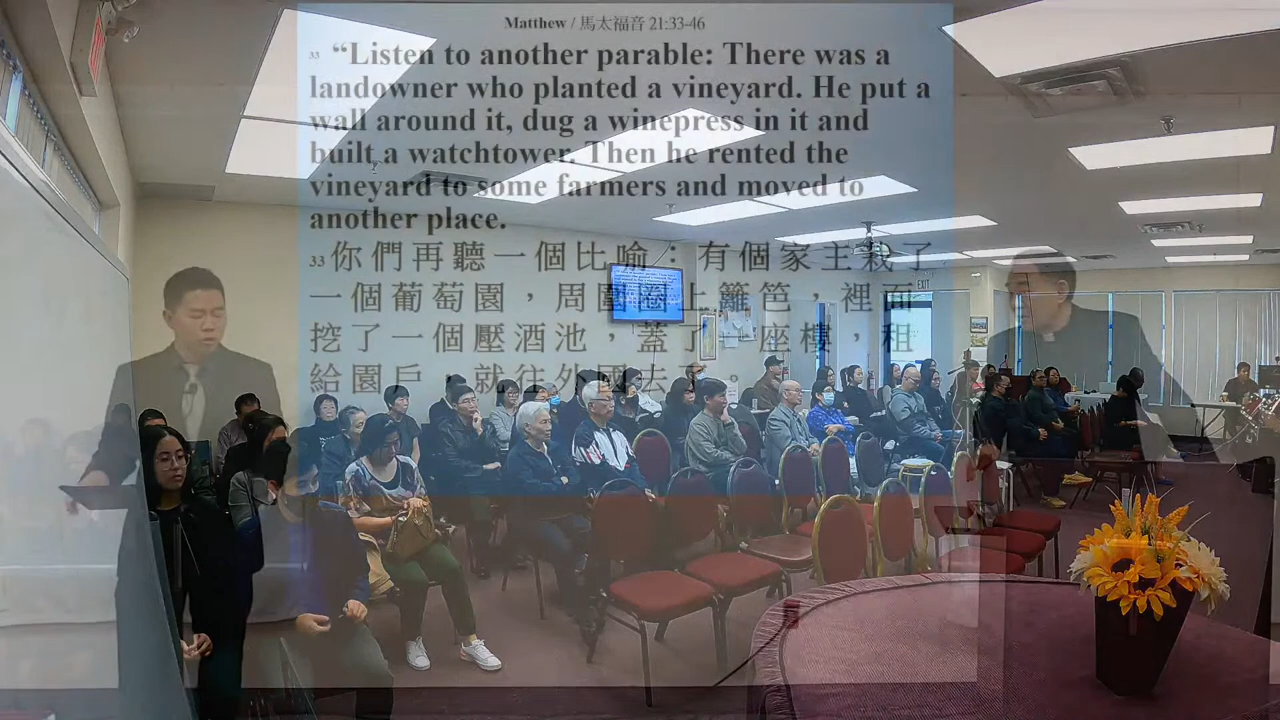 Matthew / 馬太福音 21:33-46
33 “Listen to another parable: There was a
landowner who planted a vineyard. He put a
wall around it, dug a winepress in it and
built a watchtower. Then he rented the
vineyard to some farmers and moved to
another place.
33你們再聽一個比喻：有個家主栽了
一個葡萄園，周圍圈上籬笆，裡面
挖了一個壓酒池，蓋了一座樓，租
給園戶，就往外國去了。
EXIT